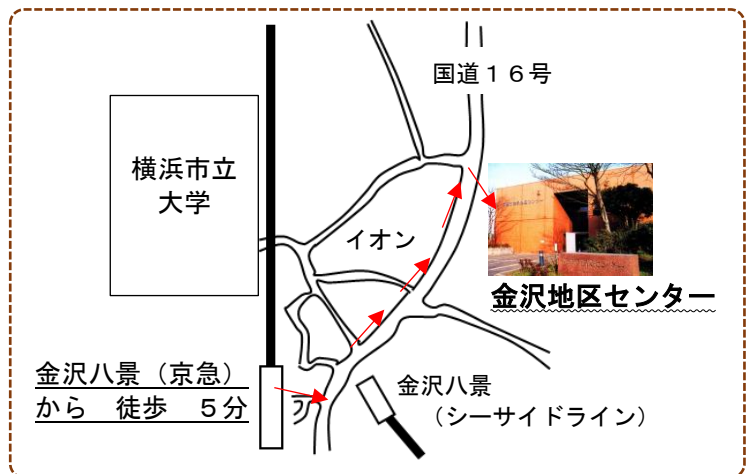 国道１６号
横浜市立
大学
イオン
金沢地区センター
金沢八景（京急）
から　徒歩　５分
金沢八景
（シーサイドライン）